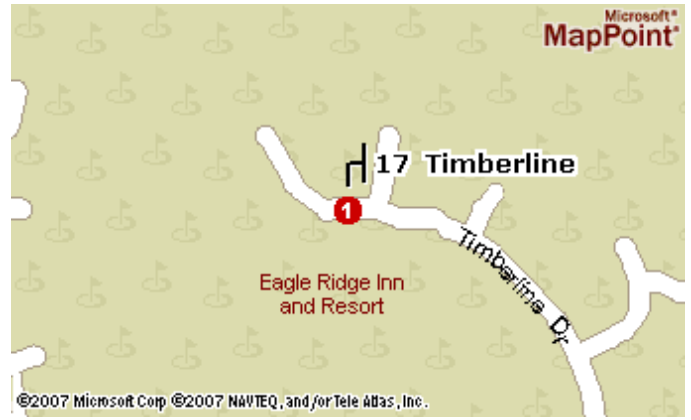 Microsoft®
MapPoint®
17 Timberline
1
Timberline Dr
Eagle Ridge Inn
and Resort
©2007 Microsoft Corp ©2007 NAVTEQ, and/or Tele Atlas, Inc.